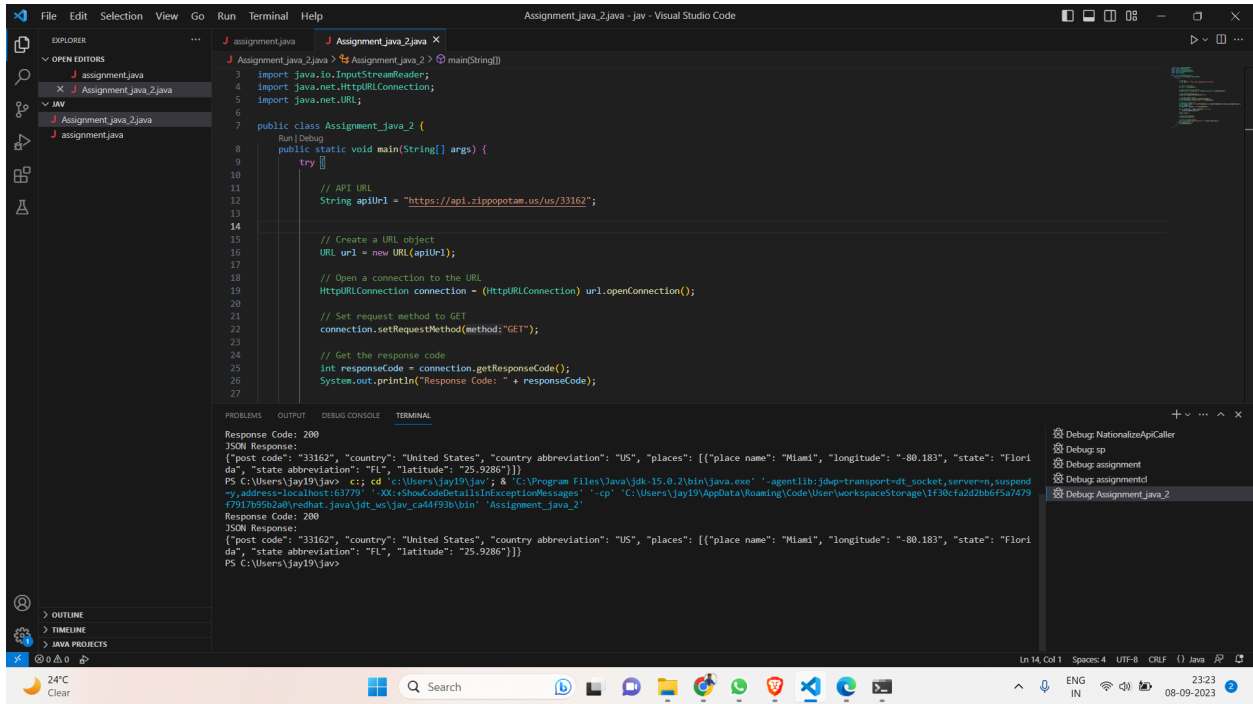 File Edit Selection View Go Run Terminal Help
Assignment_java_2.java - jav - Visual Studio Code
EXPLORER
OPEN EDITORS
J assignment.java
J Assignment_java_2.java
JAV
J Assignment_java_2.java
J assignment.java
OUTLINE
TIMELINE
JAVA PROJECTS
J assignment.java J Assignment_java_2.java
J Assignment_java_2.java > Assignment_java_2 > main(String[])
3 import java.io.InputStreamReader;
4 import java.net.HttpURLConnection;
5 import java.net.URL;
6
7 public class Assignment_java_2 {
Run | Debug
8 public static void main(String[] args) {
9 try {
10
11 // API URL
12 String apiUrl = "https://api.zippopotam.us/us/33162";
13
14
15 // Create a URL object
16 URL url = new URL(apiUrl);
17
18 // Open a connection to the URL
19 HttpURLConnection connection = (HttpURLConnection) url.openConnection();
20
21 // Set request method to GET
22 connection.setRequestMethod(method:"GET");
23
24 // Get the response code
25 int responseCode = connection.getResponseCode();
26 System.out.println("Response Code: " + responseCode);
27
PROBLEMS OUTPUT DEBUG CONSOLE TERMINAL
Response Code: 200
JSON Response:
{"post code": "33162", "country": "United States", "country abbreviation": "US", "places": [{"place name": "Miami", "longitude": "-80.183", "state": "Flori
da", "state abbreviation": "FL", "latitude": "25.9286"}]}
PS C:\Users\jay19\jav> c:; cd 'c:\Users\jay19\jav'; & 'C:\Program Files\Java\jdk-15.0.2\bin\java.exe' '-agentlib:jdwp=transport=dt_socket,server=n,suspend
=y,address=localhost:63779' '-XX:+ShowCodeDetailsInExceptionMessages' '-cp' 'C:\Users\jay19\AppData\Roaming\Code\User\workspaceStorage\1f30cfa2d2bb6f5a7479
f7917b95b2a0\redhat.java\jdt_ws\jav_ca44f93b\bin' 'Assignment_java_2'
Response Code: 200
JSON Response:
{"post code": "33162", "country": "United States", "country abbreviation": "US", "places": [{"place name": "Miami", "longitude": "-80.183", "state": "Flori
da", "state abbreviation": "FL", "latitude": "25.9286"}]}
PS C:\Users\jay19\jav>
Debug: NationalizeApiCaller
Debug: sp
Debug: assignment
Debug: assignmentcl
Debug: Assignment_java_2
0 0
Ln 14, Col 1 Spaces: 4 UTF-8 CRLF {} Java
24°C
Clear
Search
ENG
IN
23:23
08-09-2023
2